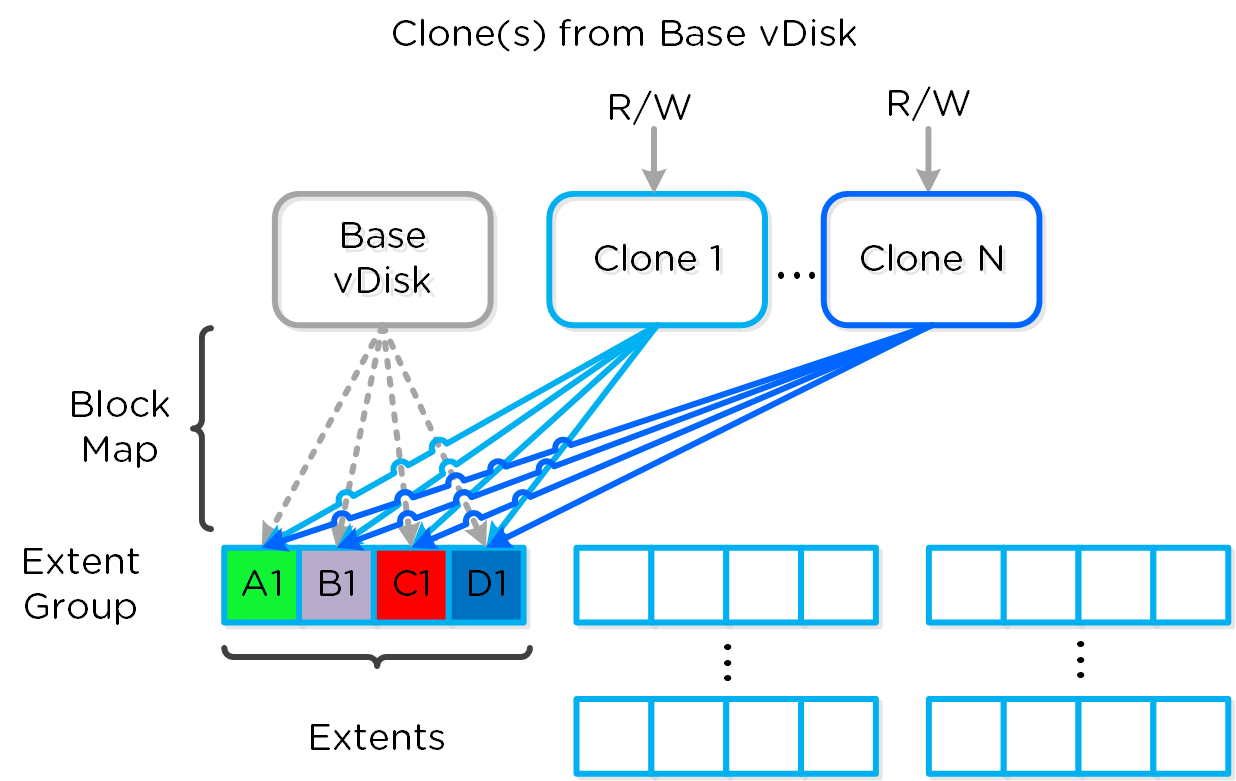 Clone(s) from Base vDisk
R/W
R/W
Base
vDisk
Clone 1
...
Clone N
Block
Map
Extent
Group
A1
B1
C1
D1
Extents